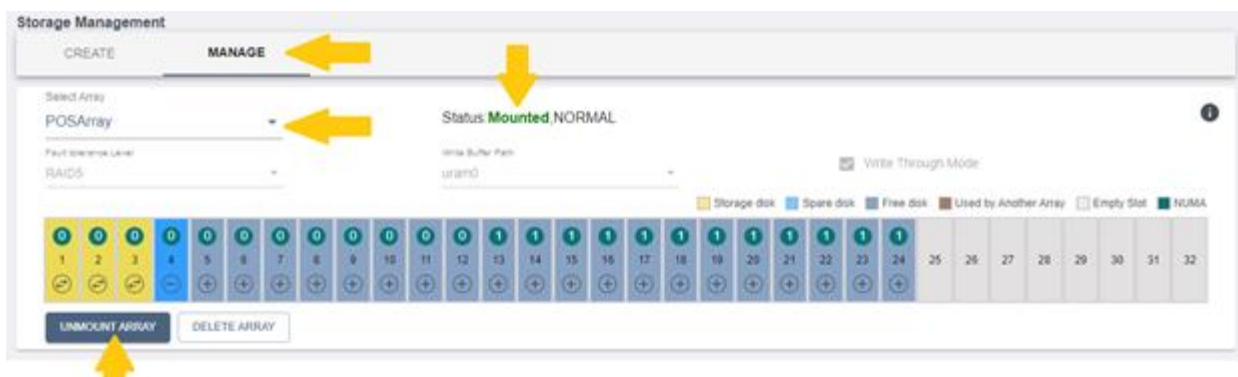 Storage Management
CREATE MANAGE
Select Array
POSArray
Status:Mounted,NORMAL
Fault tolerance Level
RAID5
Write Buffer Path
uram0
Write Through Mode
Storage disk Spare disk Free disk Used by Another Array Empty Slot NUMA
0 0 0 0 0 0 0 0 0 0 0 0 1 1 1 1 1 1 1 1 1 1 1 1
1 2 3 4 5 6 7 8 9 10 11 12 13 14 15 16 17 18 19 20 21 22 23 24 25 26 27 28 29 30 31 32
UNMOUNT ARRAY DELETE ARRAY